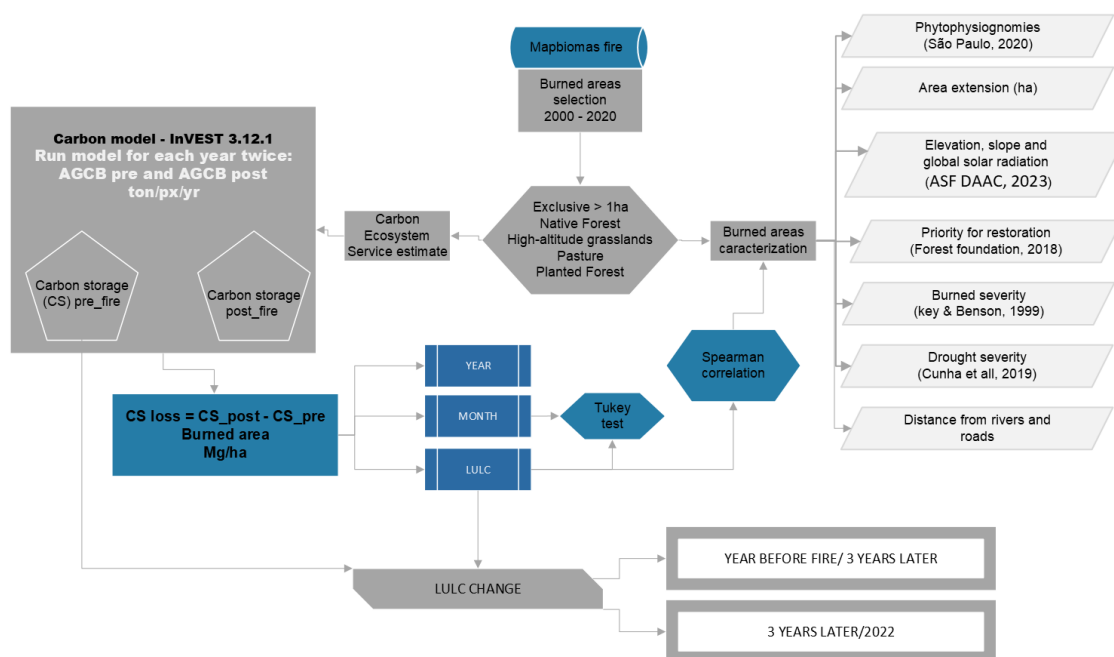 Mapbiomas fire
Burned areas
selection
2000 - 2020
Carbon model - InVEST 3.12.1
Run model for each year twice:
AGCB pre and AGCB post
ton/px/yr
Carbon storage
(CS) pre_fire
Carbon storage
post_fire
Carbon
Ecosystem
Service estimate
Exclusive > 1ha
Native Forest
High-altitude grasslands
Pasture
Planted Forest
Burned areas
caracterization
Phytophysiognomies
(São Paulo, 2020)
Area extension (ha)
Elevation, slope and
global solar radiation
(ASF DAAC, 2023)
Priority for restoration
(Forest foundation, 2018)
Burned severity
(key & Benson, 1999)
Drought severity
(Cunha et all, 2019)
Distance from rivers and
roads
CS loss = CS_post - CS_pre
Burned area
Mg/ha
YEAR
MONTH
LULC
Tukey
test
Spearman
correlation
LULC CHANGE
YEAR BEFORE FIRE/ 3 YEARS LATER
3 YEARS LATER/2022